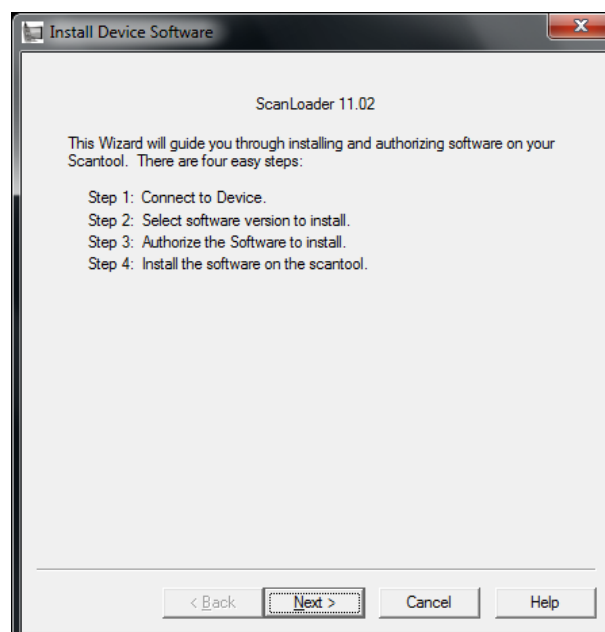 Install Device Software
ScanLoader 11.02
This Wizard will guide you through installing and authorizing software on your
Scantool. There are four easy steps:
Step 1: Connect to Device.
Step 2: Select software version to install.
Step 3: Authorize the Software to install.
Step 4: Install the software on the scantool.
< Back Next > Cancel Help